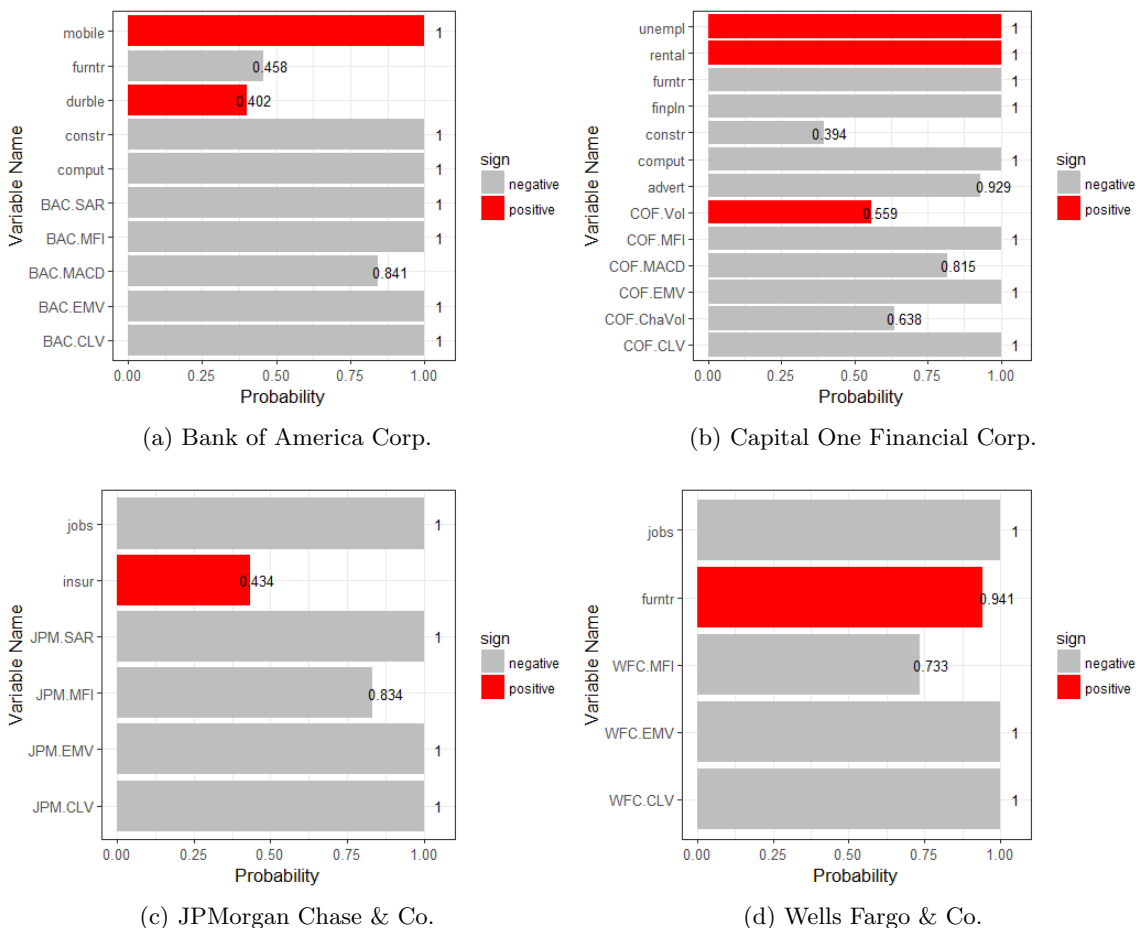 mobile
1
furntr
0.458
durble
0.402
constr
1
comput
1
BAC.SAR
1
BAC.MFI
1
BAC.MACD
0.841
BAC.EMV
1
BAC.CLV
1
Variable Name
0.00 0.25 0.50 0.75 1.00
Probability
sign
negative
positive
(a) Bank of America Corp.
unempl
1
rental
1
furntr
1
finpln
1
constr
0.394
comput
1
advert
0.929
COF.Vol
0.559
COF.MFI
1
COF.MACD
0.815
COF.EMV
1
COF.ChaVol
0.638
COF.CLV
1
Variable Name
0.00 0.25 0.50 0.75 1.00
Probability
sign
negative
positive
(b) Capital One Financial Corp.
jobs
1
insur
0.434
JPM.SAR
1
JPM.MFI
0.834
JPM.EMV
1
JPM.CLV
1
Variable Name
0.00 0.25 0.50 0.75 1.00
Probability
sign
negative
positive
(c) JPMorgan Chase & Co.
jobs
1
furntr
0.941
WFC.MFI
0.733
WFC.EMV
1
WFC.CLV
1
Variable Name
0.00 0.25 0.50 0.75 1.00
Probability
sign
negative
positive
(d) Wells Fargo & Co.